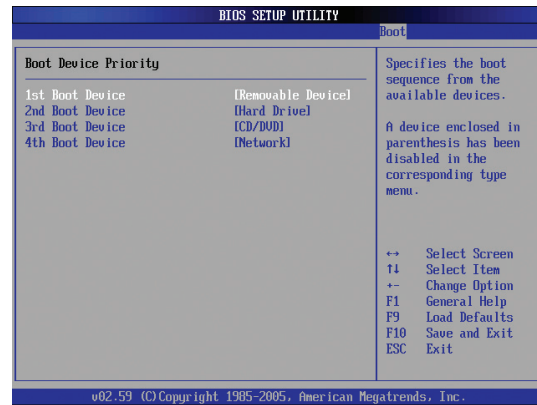 BIOS SETUP UTILITY
Boot
Boot Device Priority
1st Boot Device [Removable Device]
2nd Boot Device [Hard Drive]
3rd Boot Device [CD/DVD]
4th Boot Device [Network]
Specifies the boot
sequence from the
available devices.
A device enclosed in
parenthesis has been
disabled in the
corresponding type
menu.
↔ Select Screen
↑↓ Select Item
+- Change Option
F1 General Help
F9 Load Defaults
F10 Save and Exit
ESC Exit
v02.59 (C)Copyright 1985-2005, American Megatrends, Inc.